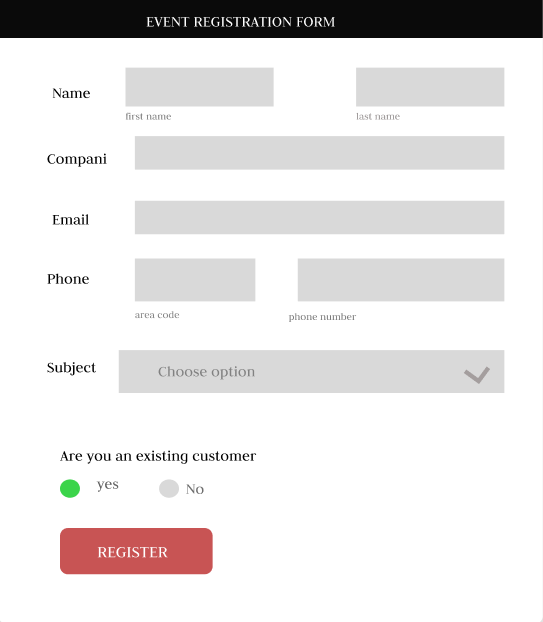 EVENT REGISTRATION FORM
Name
first name
last name
Compani
Email
Phone
area code
phone number
Subject
Choose option
Are you an existing customer
yes
No
REGISTER